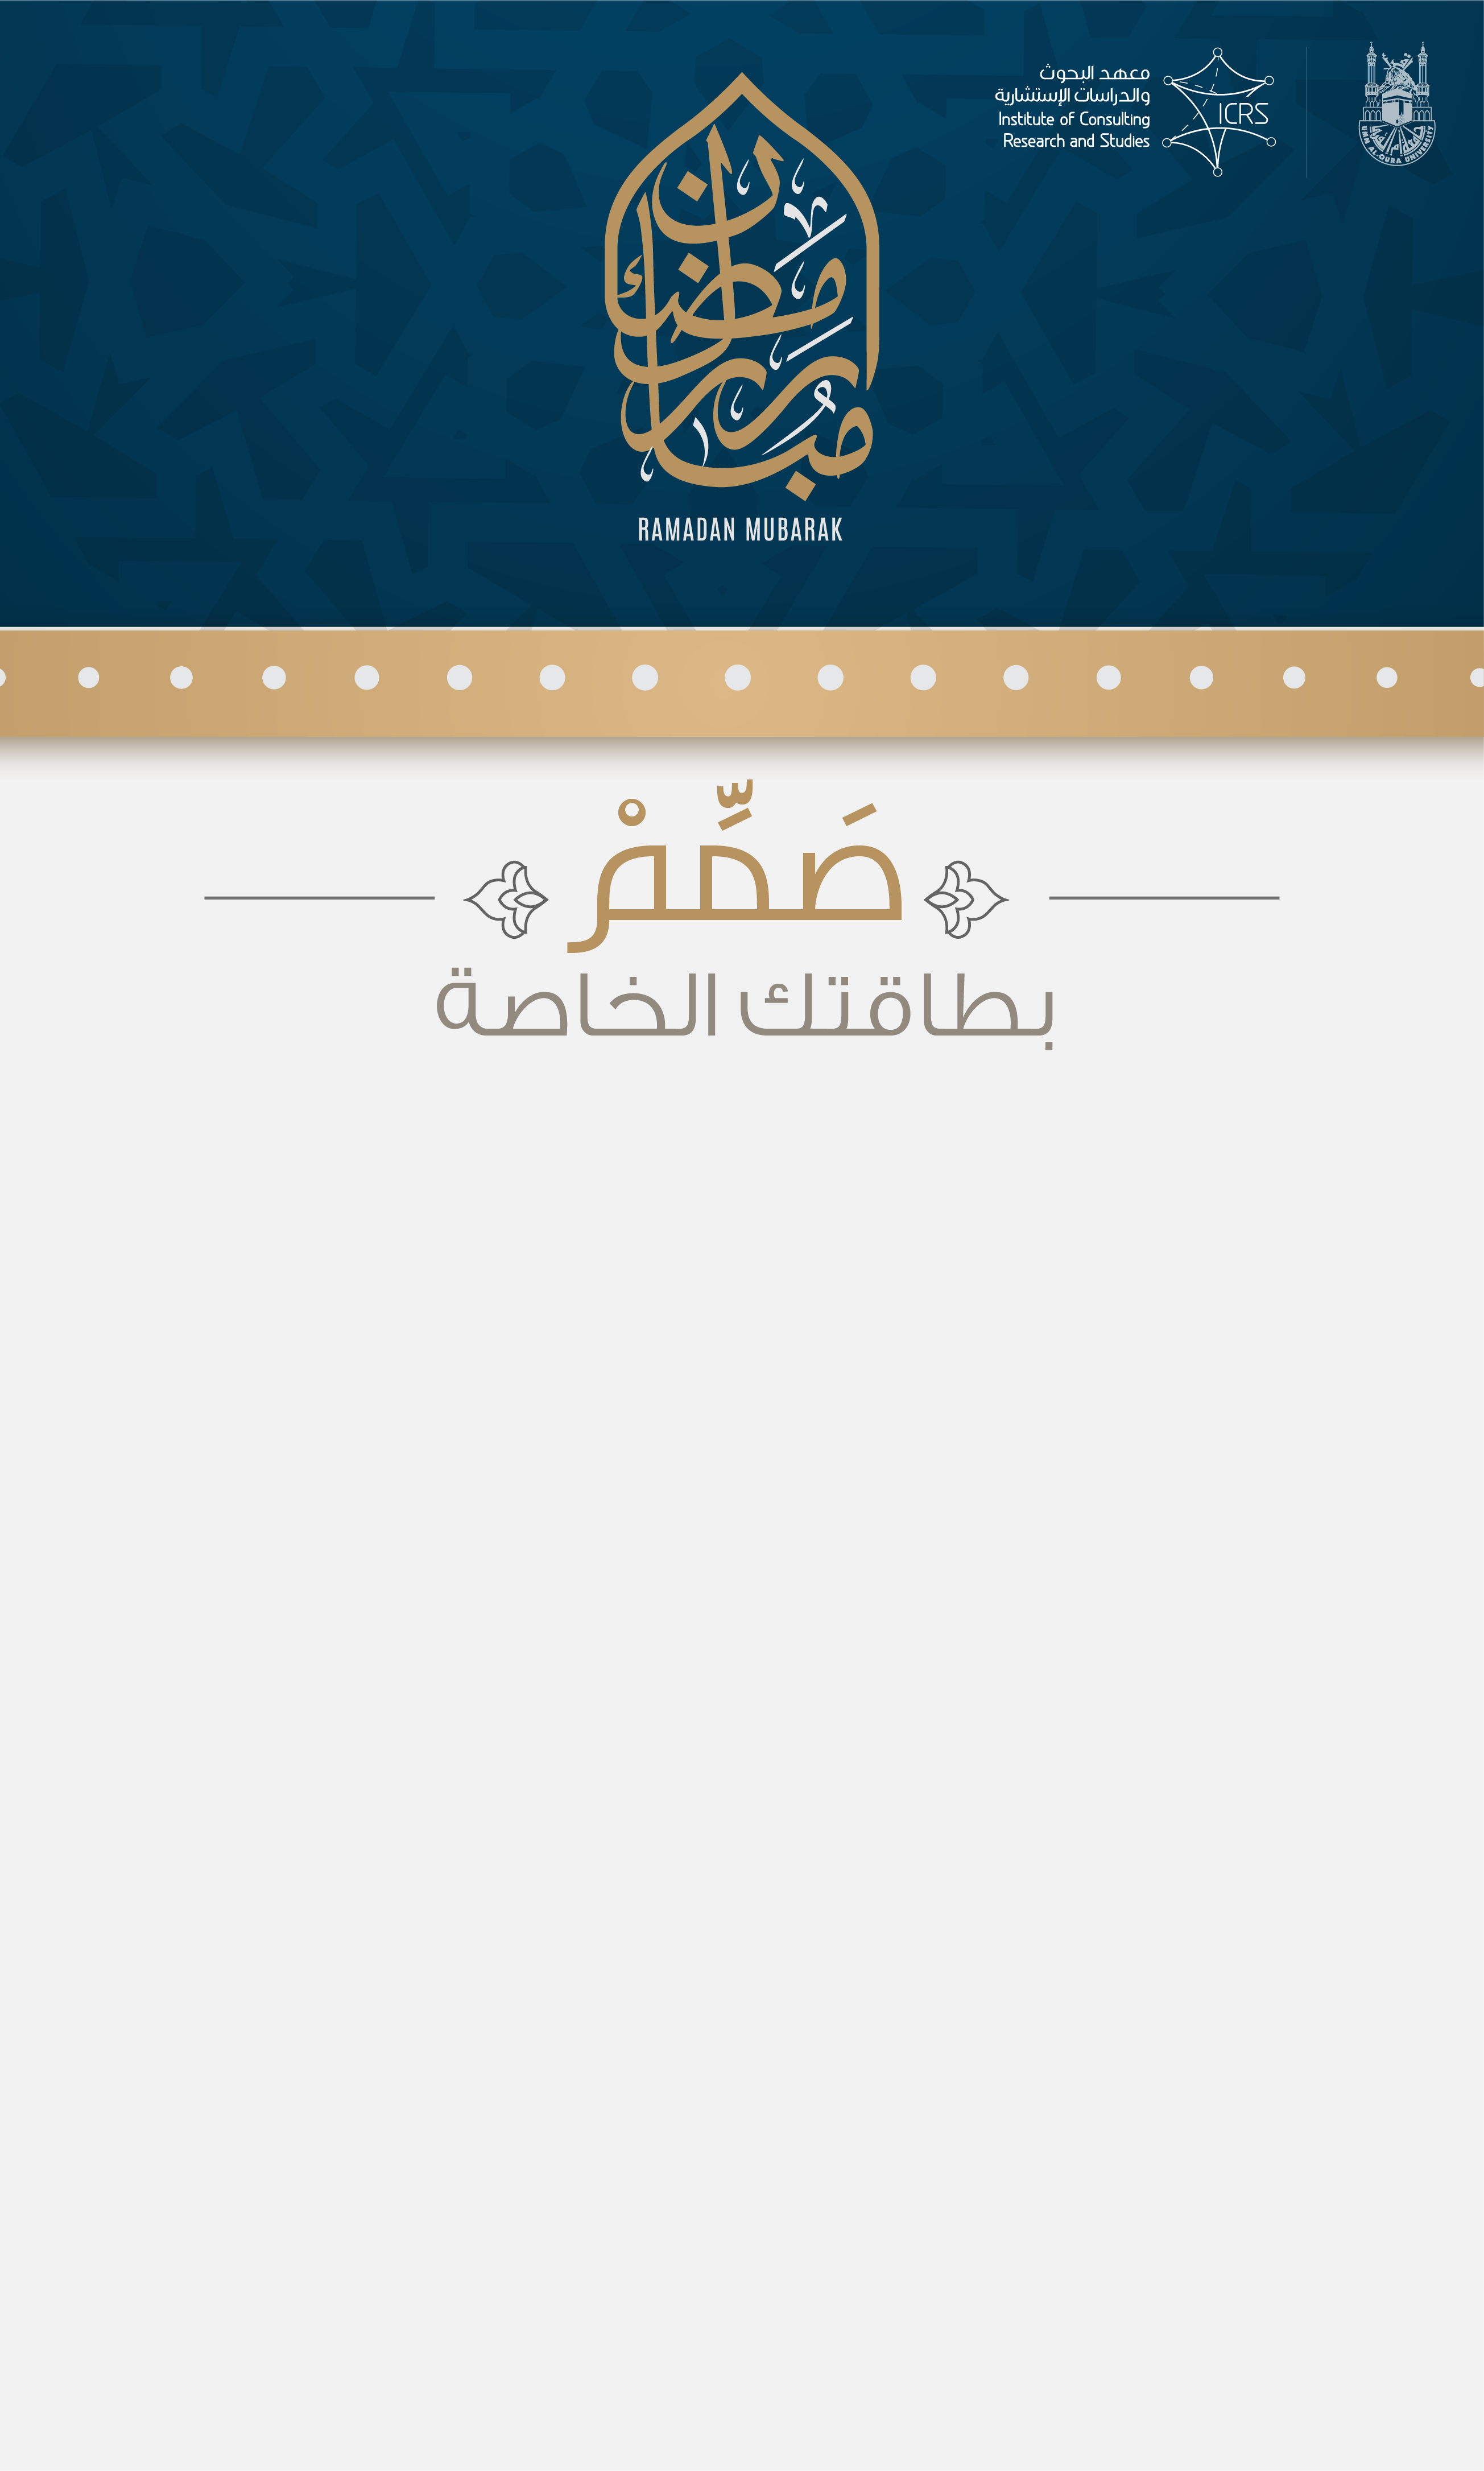 معهد البحوث
والدراسات الإستشارية
Institute of Consulting
Research and Studies
ICRS
UMM AL-QURA UNIVERSITY
رمضان
مبارك
RAMADAN MUBARAK
صَمِّمْ
بطاقتك الخاصة